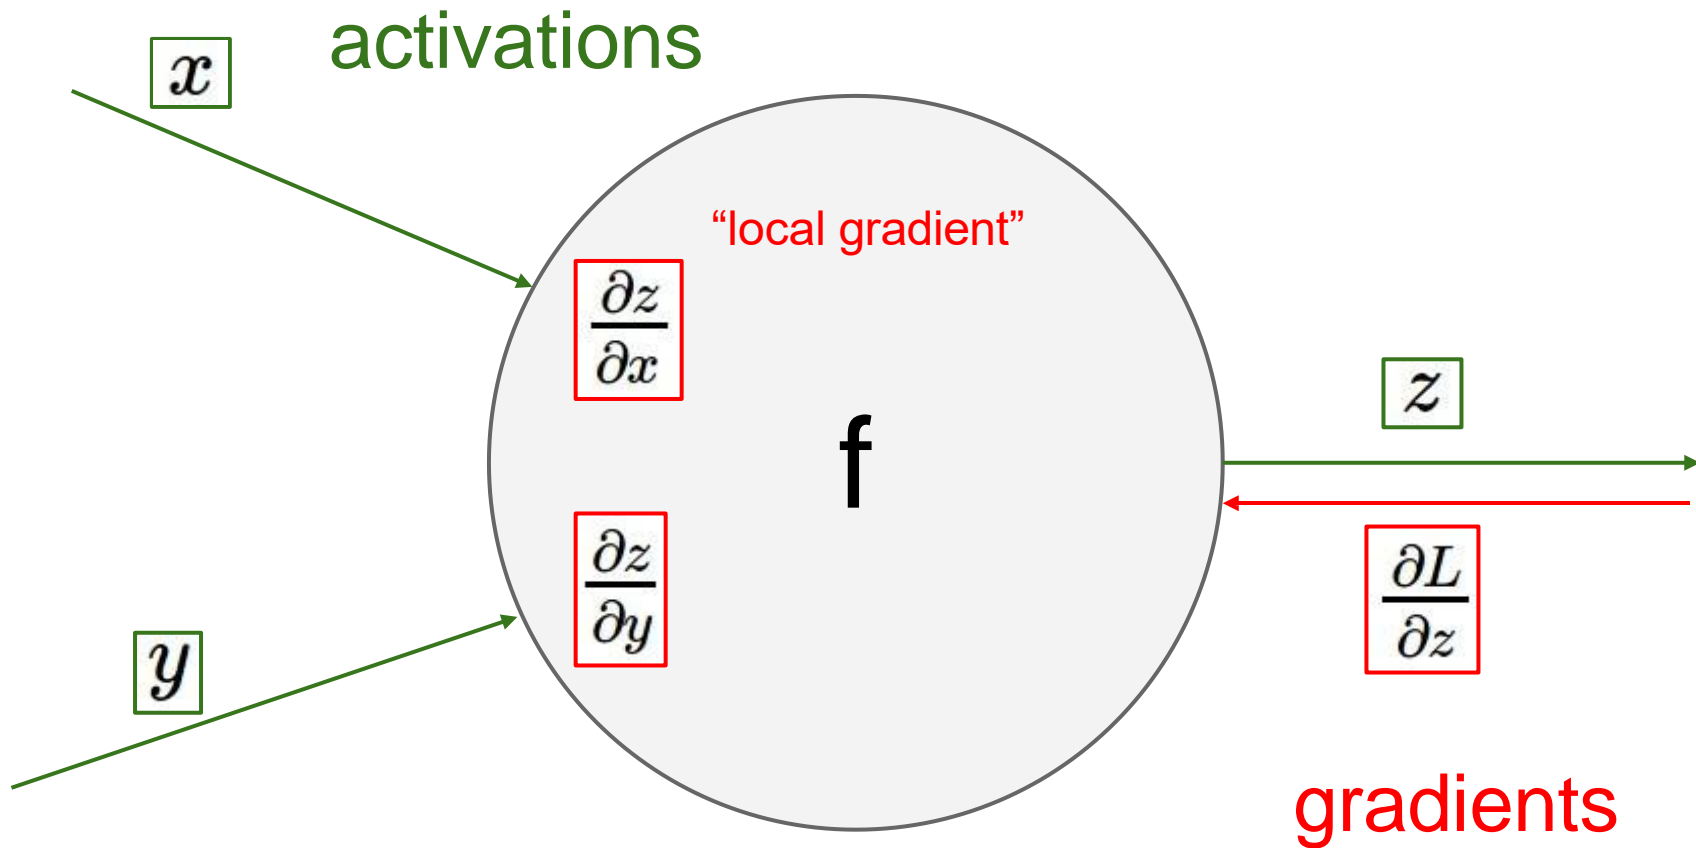 activations
x
“local gradient”
∂z
∂x
z
f
∂z
∂y
∂L
∂z
y
gradients